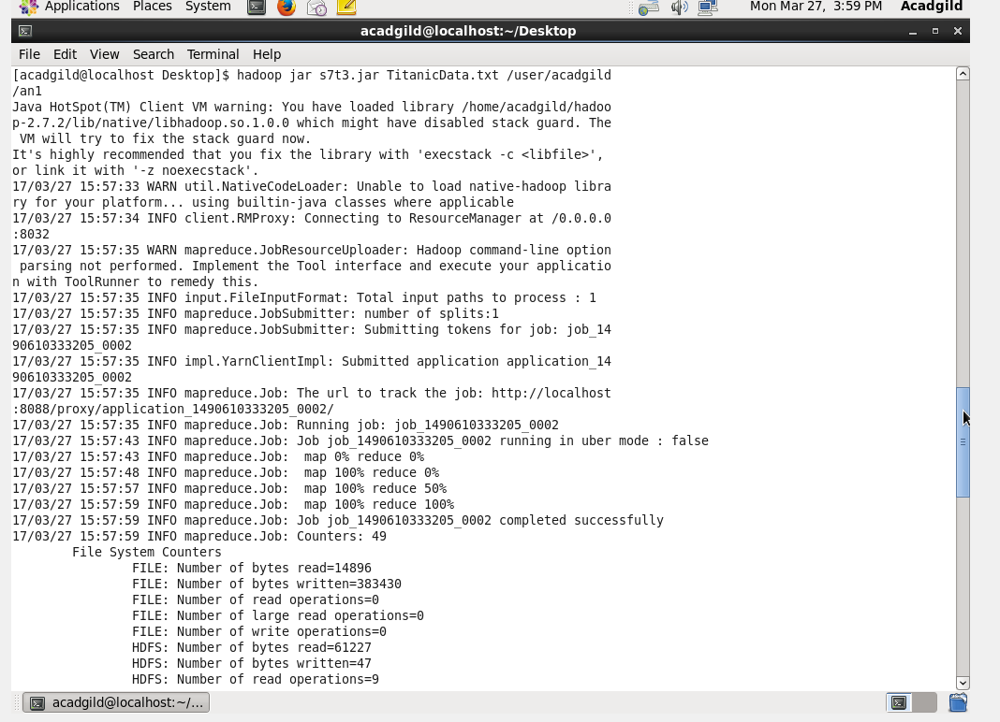 Applications Places System Mon Mar 27, 3:59 PM Acadgild
acadgild@localhost:~/Desktop
File Edit View Search Terminal Help
[acadgild@localhost Desktop]$ hadoop jar s7t3.jar TitanicData.txt /user/acadgild
/an1
Java HotSpot(TM) Client VM warning: You have loaded library /home/acadgild/hadoo
p-2.7.2/lib/native/libhadoop.so.1.0.0 which might have disabled stack guard. The
 VM will try to fix the stack guard now.
It's highly recommended that you fix the library with 'execstack -c <libfile>',
or link it with '-z noexecstack'.
17/03/27 15:57:33 WARN util.NativeCodeLoader: Unable to load native-hadoop libra
ry for your platform... using builtin-java classes where applicable
17/03/27 15:57:34 INFO client.RMProxy: Connecting to ResourceManager at /0.0.0.0
:8032
17/03/27 15:57:35 WARN mapreduce.JobResourceUploader: Hadoop command-line option
 parsing not performed. Implement the Tool interface and execute your applicatio
n with ToolRunner to remedy this.
17/03/27 15:57:35 INFO input.FileInputFormat: Total input paths to process : 1
17/03/27 15:57:35 INFO mapreduce.JobSubmitter: number of splits:1
17/03/27 15:57:35 INFO mapreduce.JobSubmitter: Submitting tokens for job: job_14
90610333205_0002
17/03/27 15:57:35 INFO impl.YarnClientImpl: Submitted application application_14
90610333205_0002
17/03/27 15:57:35 INFO mapreduce.Job: The url to track the job: http://localhost
:8088/proxy/application_1490610333205_0002/
17/03/27 15:57:35 INFO mapreduce.Job: Running job: job_1490610333205_0002
17/03/27 15:57:43 INFO mapreduce.Job: Job job_1490610333205_0002 running in uber mode : false
17/03/27 15:57:43 INFO mapreduce.Job:  map 0% reduce 0%
17/03/27 15:57:48 INFO mapreduce.Job:  map 100% reduce 0%
17/03/27 15:57:57 INFO mapreduce.Job:  map 100% reduce 50%
17/03/27 15:57:59 INFO mapreduce.Job:  map 100% reduce 100%
17/03/27 15:57:59 INFO mapreduce.Job: Job job_1490610333205_0002 completed successfully
17/03/27 15:57:59 INFO mapreduce.Job: Counters: 49
File System Counters
FILE: Number of bytes read=14896
FILE: Number of bytes written=383430
FILE: Number of read operations=0
FILE: Number of large read operations=0
FILE: Number of write operations=0
HDFS: Number of bytes read=61227
HDFS: Number of bytes written=47
HDFS: Number of read operations=9
acadgild@localhost:~/...